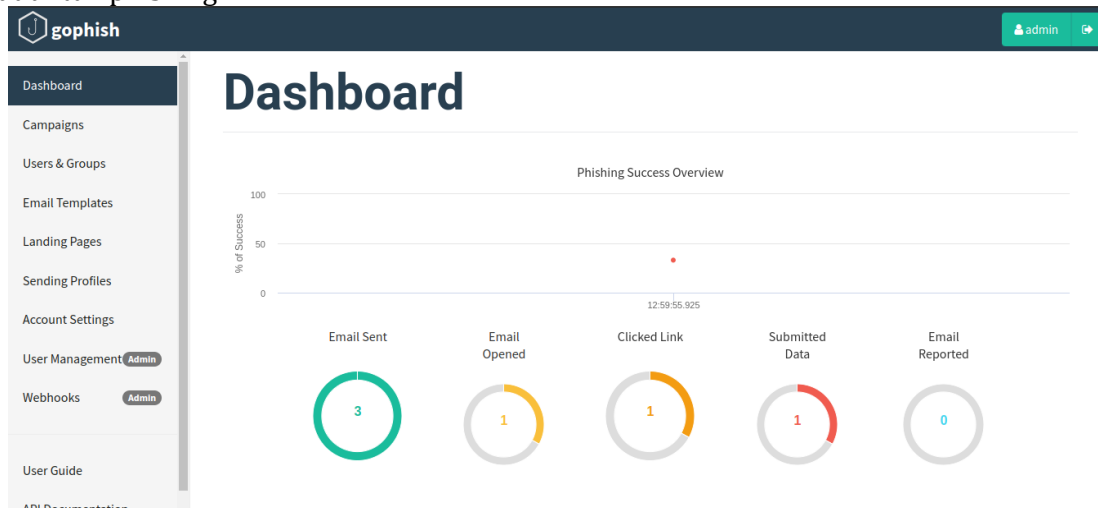 gophish
admin
Dashboard
Campaigns
Users & Groups
Email Templates
Landing Pages
Sending Profiles
Account Settings
User Management Admin
Webhooks Admin
User Guide
API Documentation
Dashboard
Phishing Success Overview
% of Success
100
50
0
12:59:55.925
Email Sent
3
Email
Opened
1
Clicked Link
1
Submitted
Data
1
Email
Reported
0